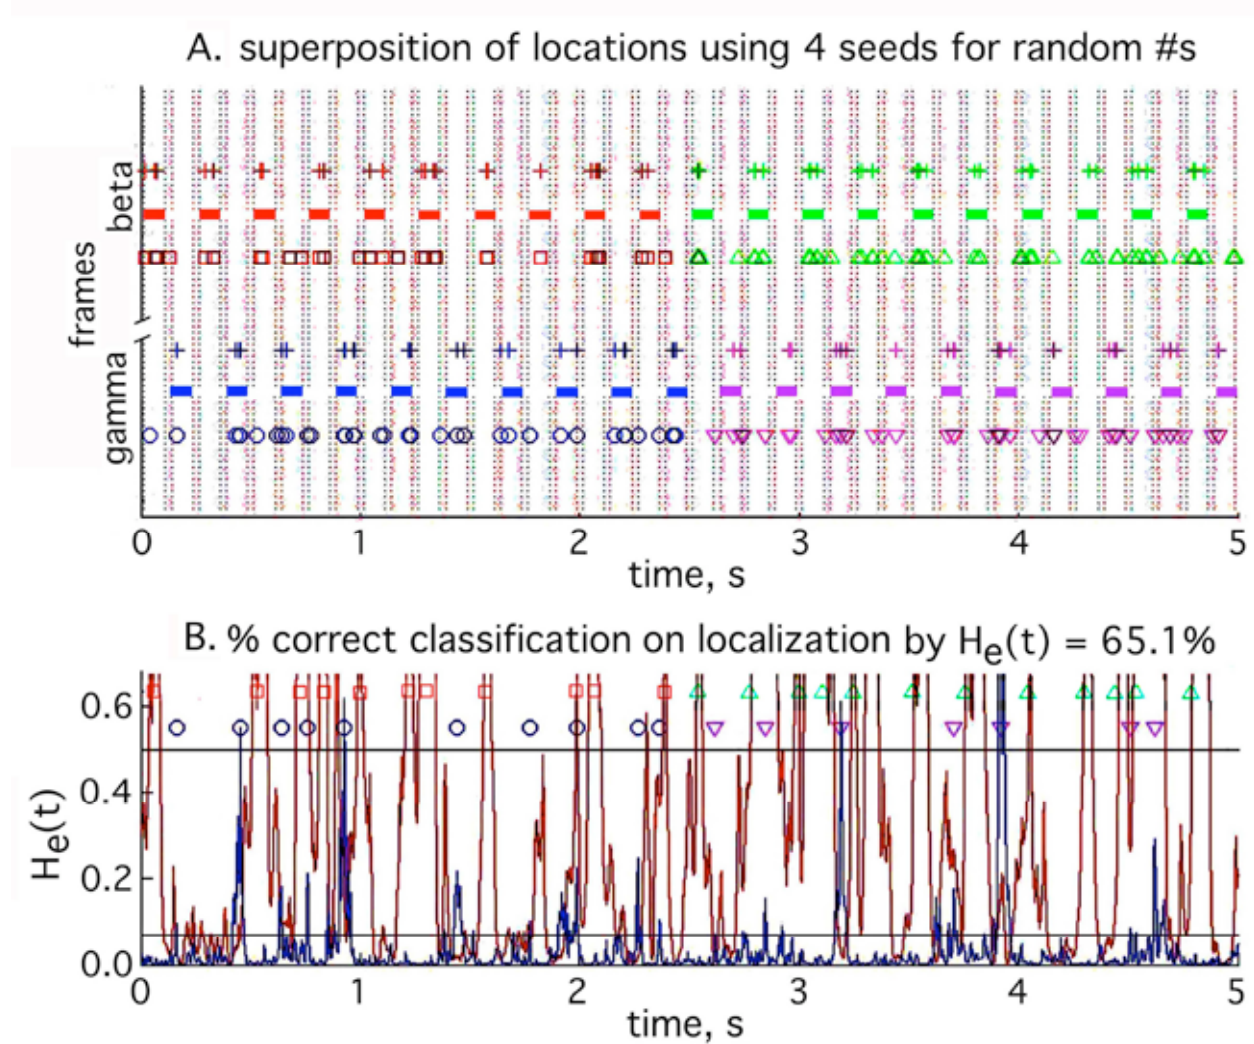 A. superposition of locations using 4 seeds for random #s
beta
frames
gamma
0 1 2 3 4 5
time, s
B. % correct classification on localization by He(t) = 65.1%
0.6
0.4
He(t)
0.2
0.0
0 1 2 3 4 5
time, s